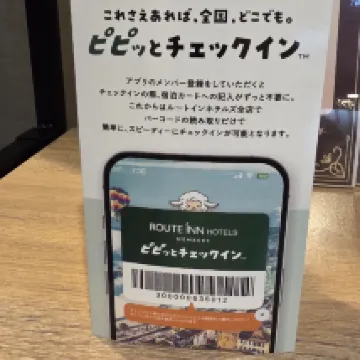 これさえあれば、全国、どこでも。
ピピッとチェックイン™
アプリのメンバー登録をしていただくと
チェックインの際、宿泊カードへの記入がずっと不要に。
これからはルートインホテルズ全店で
バーコードの読み取りだけで
簡単に、スピーディーにチェックインが可能となります。
ROUTE INN HOTELS
ピピッとチェックイン™